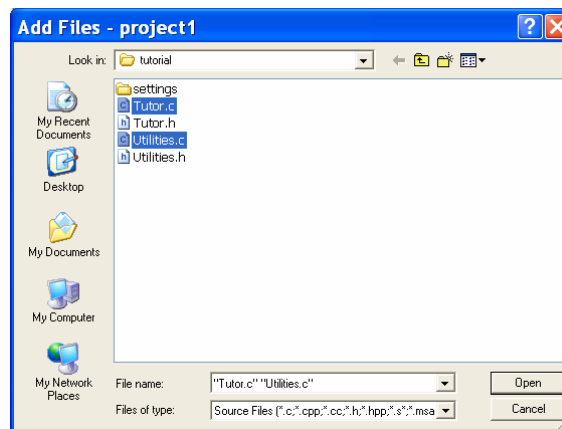 Add Files - project1
Look in: tutorial
settings
Tutor.c
Tutor.h
Utilities.c
Utilities.h
My Recent
Documents
Desktop
My Documents
My Computer
My Network
Places
File name: "Tutor.c" "Utilities.c"
Open
Files of type: Source Files (*.c;*.cpp;*.cc;*.h;*.hpp;*.s*;*.msa
Cancel